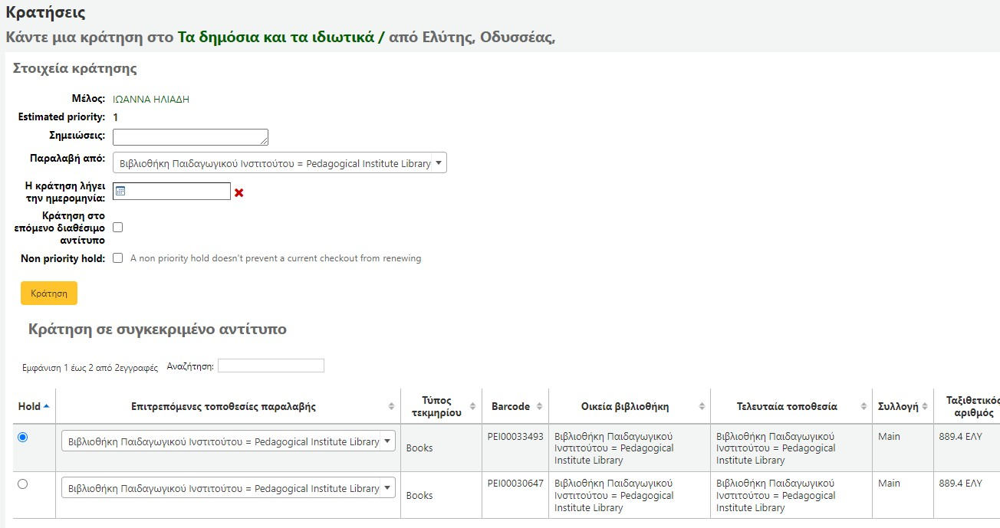 Κρατήσεις
Κάντε μια κράτηση στο Τα δημόσια και τα ιδιωτικά / από Ελύτης, Οδυσσέας,
Στοιχεία κράτησης
Μέλος: ΙΩΑΝΝΑ ΗΛΙΑΔΗ
Estimated priority: 1
Σημειώσεις:
Παραλαβή από: Βιβλιοθήκη Παιδαγωγικού Ινστιτούτου = Pedagogical Institute Library
Η κράτηση λήγει
την ημερομηνία:
Κράτηση στο
επόμενο διαθέσιμο
αντίτυπο
Non priority hold: A non priority hold doesn't prevent a current checkout from renewing
Κράτηση
Κράτηση σε συγκεκριμένο αντίτυπο
Εμφάνιση 1 έως 2 από 2εγγραφές Αναζήτηση:
Hold Επιτρεπόμενες τοποθεσίες παραλαβής Τύπος τεκμηρίου Barcode Οικεία βιβλιοθήκη Τελευταία τοποθεσία Συλλογή Ταξιθετικός αριθμός
Βιβλιοθήκη Παιδαγωγικού Ινστιτούτου = Pedagogical Institute Library Books PEI00033493 Βιβλιοθήκη Παιδαγωγικού Ινστιτούτου = Pedagogical Institute Library Βιβλιοθήκη Παιδαγωγικού Ινστιτούτου = Pedagogical Institute Library Main 889.4 ΕΛΥ
Βιβλιοθήκη Παιδαγωγικού Ινστιτούτου = Pedagogical Institute Library Books PEI00030647 Βιβλιοθήκη Παιδαγωγικού Ινστιτούτου = Pedagogical Institute Library Βιβλιοθήκη Παιδαγωγικού Ινστιτούτου = Pedagogical Institute Library Main 889.4 ΕΛΥ